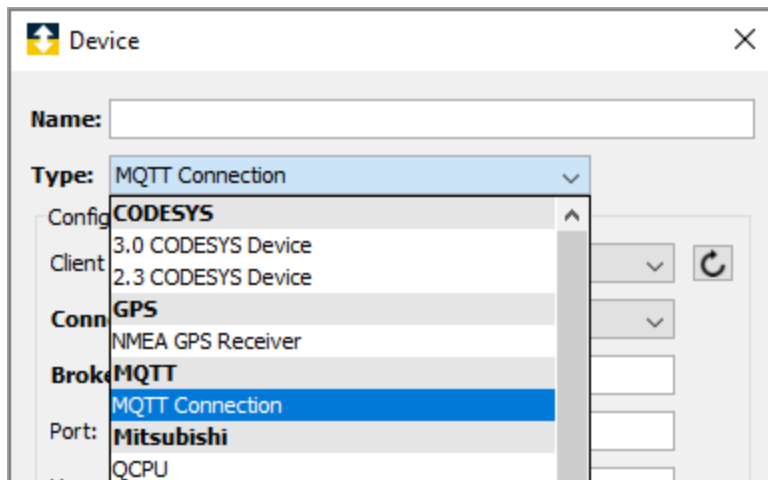 Device
Name:
Type: MQTT Connection
Config
CODESYS
3.0 CODESYS Device
Client
2.3 CODESYS Device
GPS
Conn
NMEA GPS Receiver
MQTT
Broke
MQTT Connection
Port:
Mitsubishi
QCPU